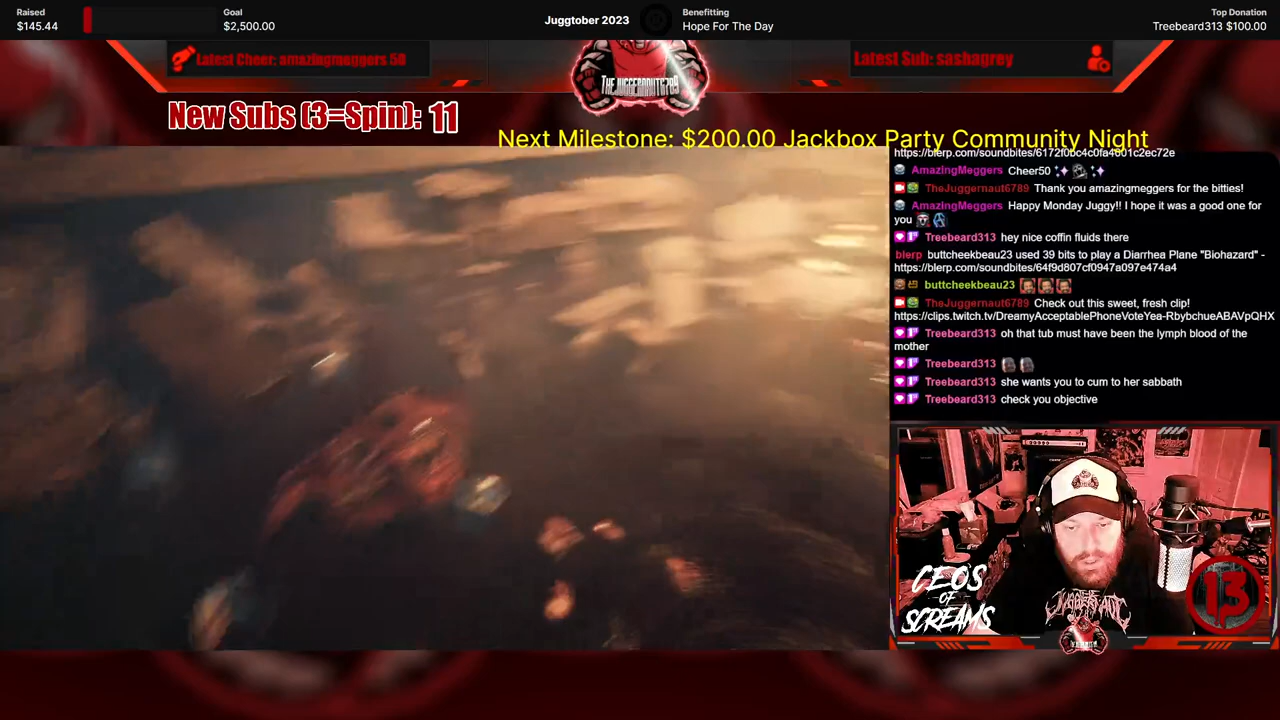 Raised
$145.44
Goal
$2,500.00
Juggtober 2023
Benefitting
Hope For The Day
Top Donation
Treebeard313 $100.00
Latest Cheer: amazingmeggers 50
THEJUGGERNAUT6789
Latest Sub: sashagrey
New Subs (3=Spin): 11
Next Milestone: $200.00 Jackbox Party Community Night
https://blerp.com/soundbites/6172f0bc4c0fa4001c2ec72e
AmazingMeggers Cheer50
TheJuggernaut6789 Thank you amazingmeggers for the bitties!
AmazingMeggers Happy Monday Juggy!! I hope it was a good one for
you
Treebeard313 hey nice coffin fluids there
blerp buttcheekbeau23 used 39 bits to play a Diarrhea Plane "Biohazard" -
https://blerp.com/soundbites/64f9d807cf0947a097e474a4
buttcheekbeau23
TheJuggernaut6789 Check out this sweet, fresh clip!
https://clips.twitch.tv/DreamyAcceptablePhoneVoteYea-RbybchueABAVpQHX
Treebeard313 oh that tub must have been the lymph blood of the
mother
Treebeard313
Treebeard313 she wants you to cum to her sabbath
Treebeard313 check you objective
CEOS
OF
SCREAMS
THE
JUGGERNAUT
13